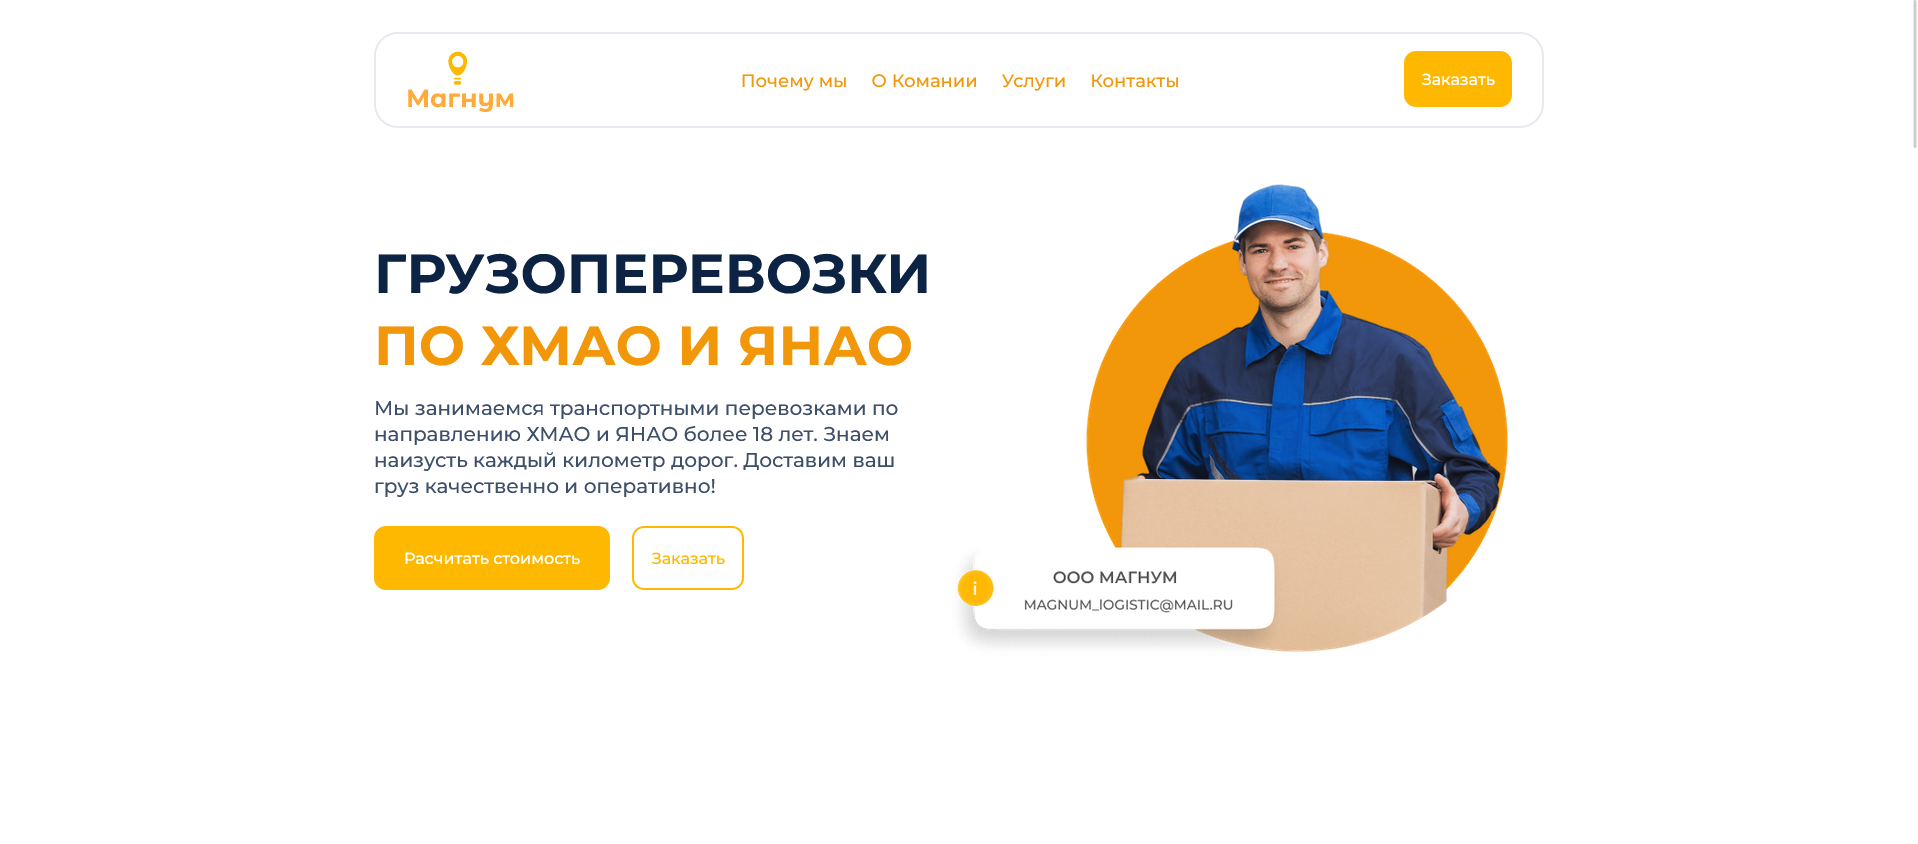 Магнум
Почему мы
О Комании
Услуги
Контакты
Заказать
ГРУЗОПЕРЕВОЗКИ
ПО ХМАО И ЯНАО
Мы занимаемся транспортными перевозками по
направлению ХМАО и ЯНАО более 18 лет. Знаем
наизусть каждый километр дорог. Доставим ваш
груз качественно и оперативно!
Расчитать стоимость
Заказать
i
ООО МАГНУМ
MAGNUM_lOGISTIC@MAIL.RU